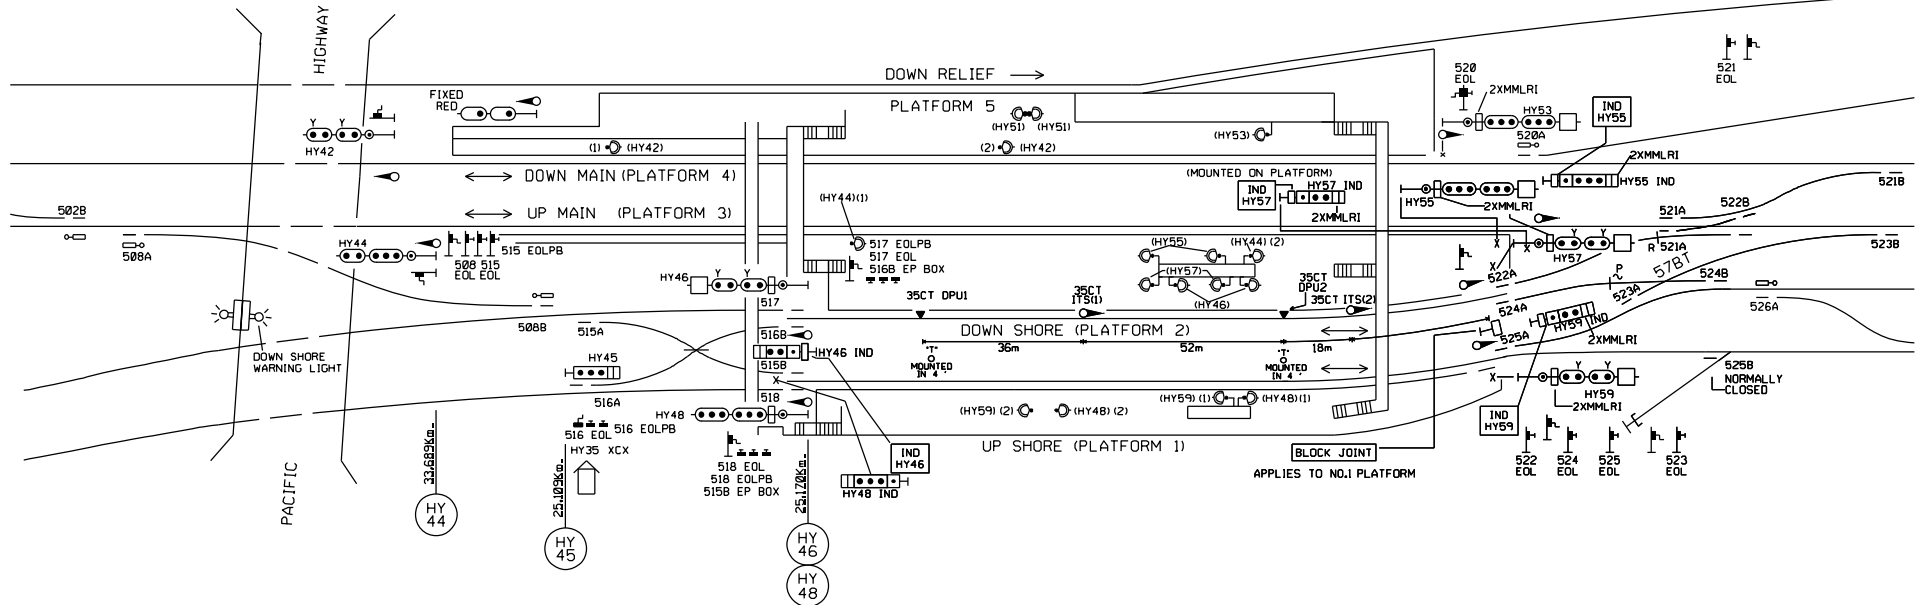 HIGHWAY
DOWN RELIEF
PLATFORM 5
FIXED
RED
Y Y
HY42
(1) (HY42)
(HY51) (HY51)
(2) (HY42)
(HY53)
520
EOL
2XMMLRI
HY53
520A
IND
HY55
521
EOL
DOWN MAIN (PLATFORM 4)
UP MAIN (PLATFORM 3)
(MOUNTED ON PLATFORM)
IND
HY57
HY57 IND
2XMMLRI
HY55
2XMMLRI
HY55 IND
2XMMLRI
521B
502B
508A
HY44
508 515
EOL EOL
515 EOLPB
(HY44)(1)
517 EOLPB
517 EOL
516B EP BOX
(HY55)
(HY44)(2)
(HY57)
(HY46)
521A
522B
R 521A
Y Y
HY57
57BT
523B
522A
P
523A
524B
526A
HY46
Y Y
517
508B
515A
516B
35CT DPU1
35CT
ITS(1)
35CT
DPU2
35CT ITS(2)
524A
525A
HY59 IND
2XMMLRI
DOWN SHORE
WARNING LIGHT
HY45
HY46 IND
515B
DOWN SHORE (PLATFORM 2)
36m
52m
18m
"T"
MOUNTED
IN 4'
"T"
MOUNTED
IN 4'
525B
NORMALLY
CLOSED
516A
516 EOL
516 EOLPB
HY35 XCX
HY48
518
(HY59) (2)
(HY48) (2)
(HY59) (1)
(HY48)(1)
HY59
2XMMLRI
IND
HY59
UP SHORE (PLATFORM 1)
BLOCK JOINT
APPLIES TO NO.1 PLATFORM
518 EOL
518 EOLPB
515B EP BOX
IND
HY46
HY48 IND
522
EOL
524
EOL
525
EOL
523
EOL
PACIFIC
33.689Km.
HY
44
25.109Km.
HY
45
25.170Km.
HY
46
HY
48